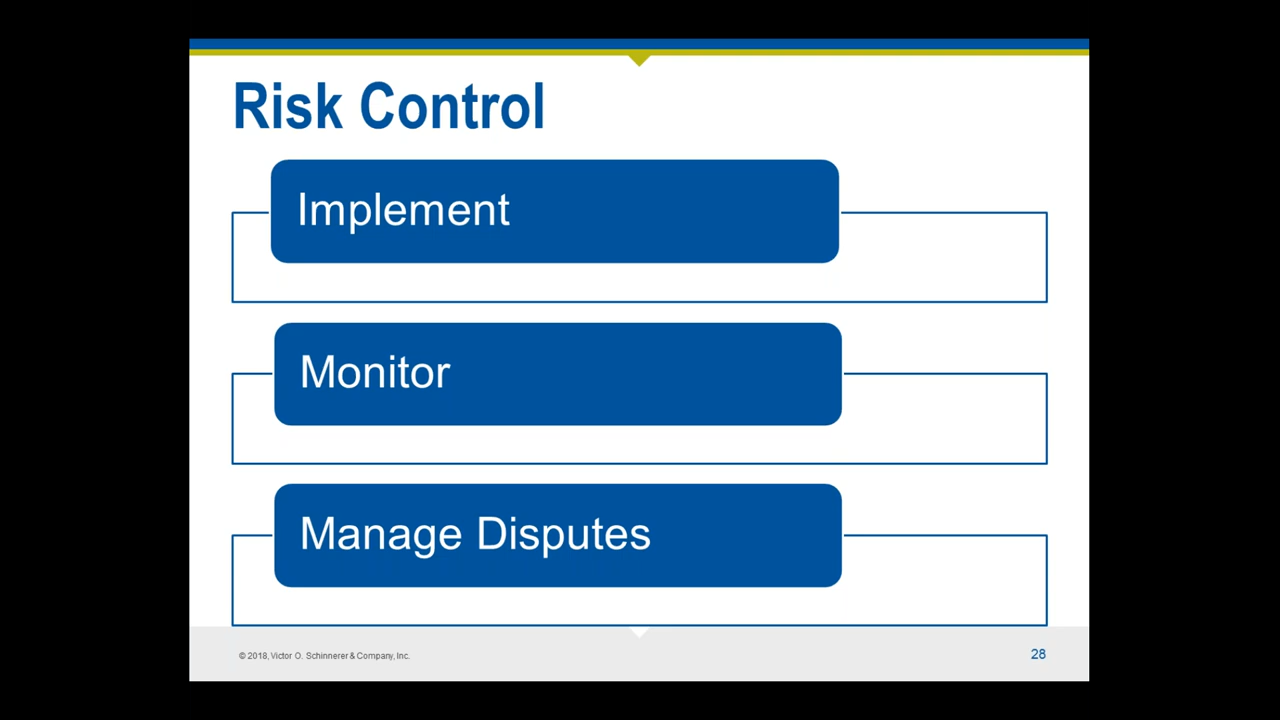 Risk Control
Implement
Monitor
Manage Disputes
© 2018, Victor O. Schinnerer & Company, Inc.
28